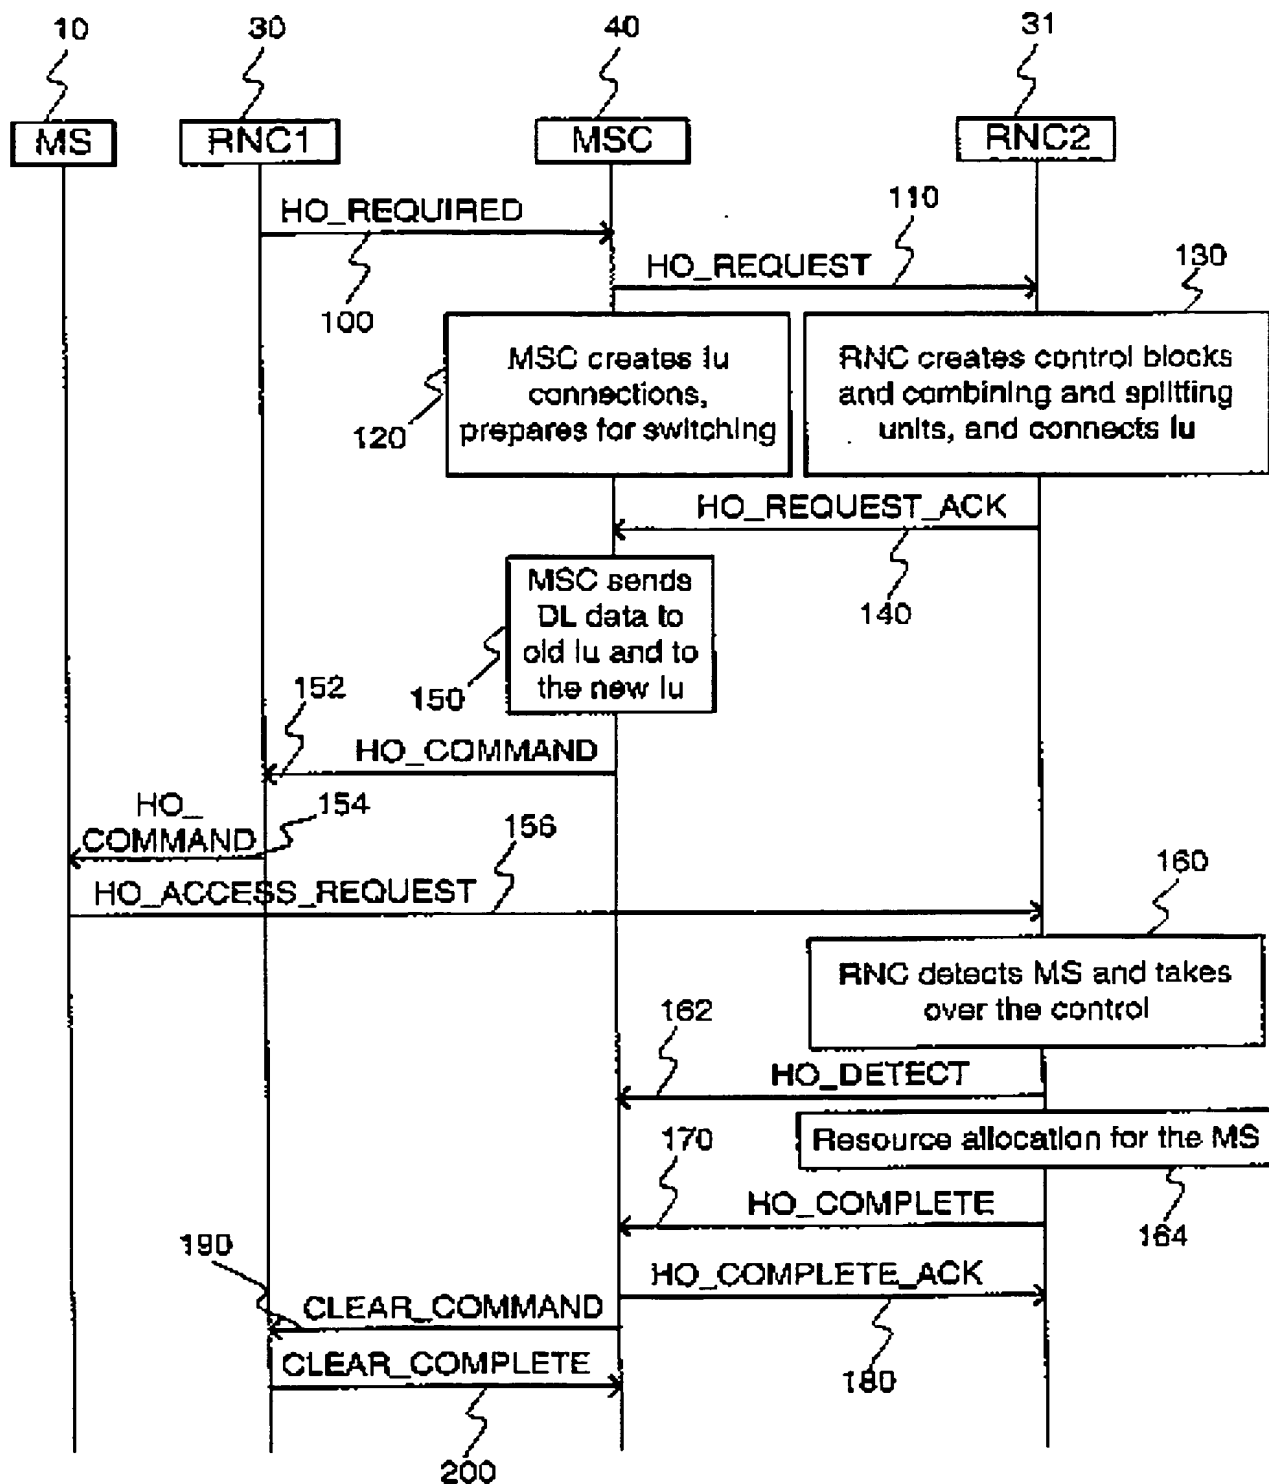 10
30
40
31
MS
RNC1
MSC
RNC2
HO_REQUIRED
110
100
HO_REQUEST
130
MSC creates Iu
connections,
prepares for switching
120
RNC creates control blocks
and combining and splitting
units, and connects Iu
HO_REQUEST_ACK
140
MSC sends
DL data to
old Iu and to
the new Iu
150
152
HO_COMMAND
HO_
COMMAND
154
156
HO_ACCESS_REQUEST
160
RNC detects MS and takes
over the control
162
HO_DETECT
Resource allocation for the MS
170
164
HO_COMPLETE
190
HO_COMPLETE_ACK
CLEAR_COMMAND
180
CLEAR_COMPLETE
200